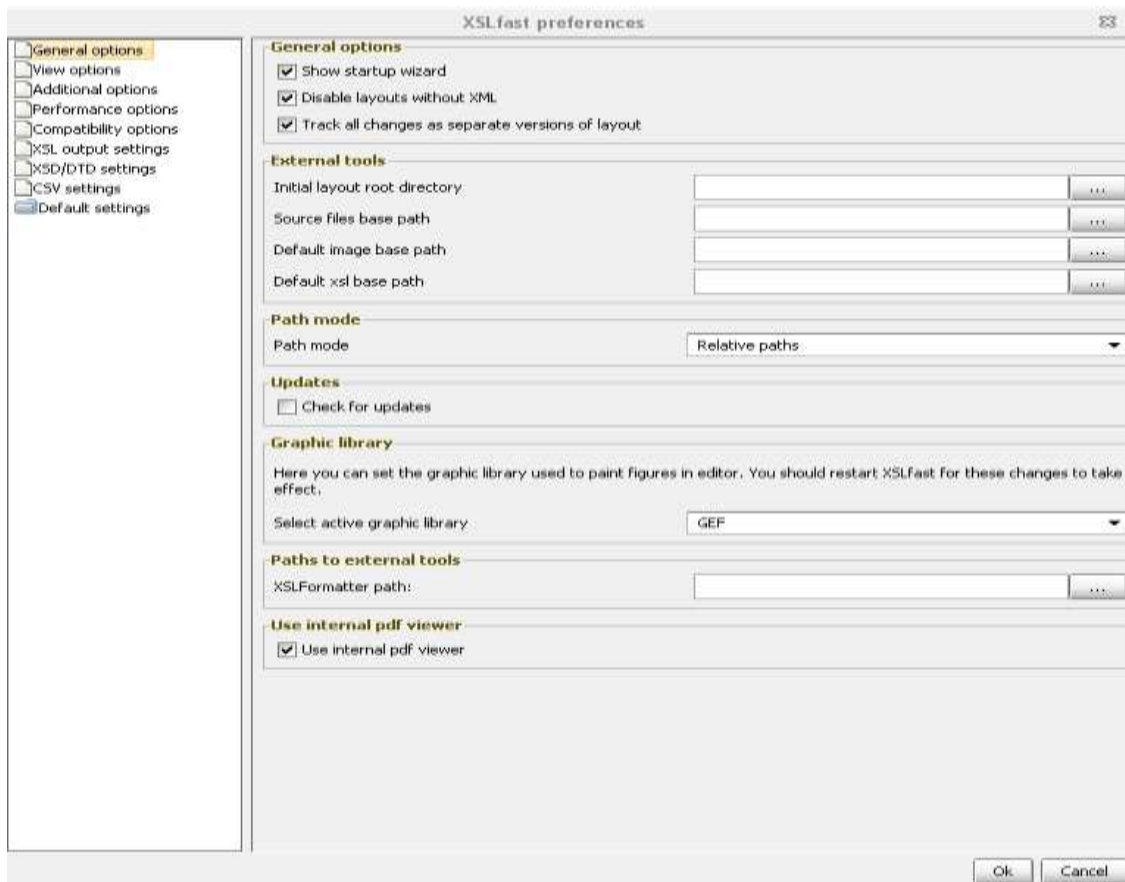 XSLfast preferences
General options
View options
Additional options
Performance options
Compatibility options
XSL output settings
XSD/DTD settings
CSV settings
Default settings
General options
Show startup wizard
Disable layouts without XML
Track all changes as separate versions of layout
External tools
Initial layout root directory
...
Source files base path
...
Default image base path
...
Default xsl base path
...
Path mode
Path mode
Relative paths
Updates
Check for updates
Graphic library
Here you can set the graphic library used to paint figures in editor. You should restart XSLfast for these changes to take
effect.
Select active graphic library
GEF
Paths to external tools
XSLFormatter path:
...
Use internal pdf viewer
Use internal pdf viewer
Ok
Cancel